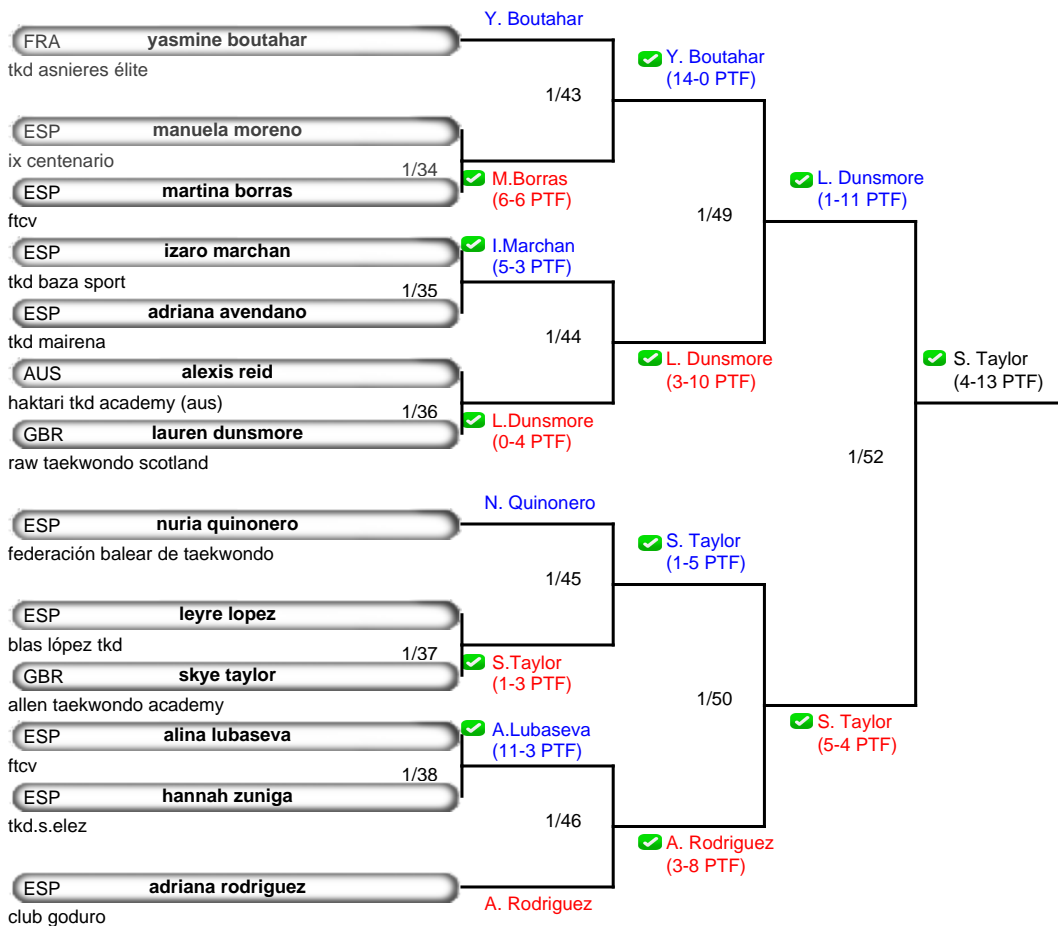 Y. Boutahar
FRA yasmine boutahar
tkd asnieres élite
Y. Boutahar
(14-0 PTF)
1/43
ESP manuela moreno
ix centenario
1/34
M.Borras
(6-6 PTF)
ESP martina borras
ftcv
L. Dunsmore
(1-11 PTF)
1/49
ESP izaro marchan
tkd baza sport
I.Marchan
(5-3 PTF)
1/35
ESP adriana avendano
tkd mairena
1/44
L. Dunsmore
(3-10 PTF)
AUS alexis reid
haktari tkd academy (aus)
1/36
L.Dunsmore
(0-4 PTF)
GBR lauren dunsmore
raw taekwondo scotland
S. Taylor
(4-13 PTF)
1/52
N. Quinonero
ESP nuria quinonero
federación balear de taekwondo
S. Taylor
(1-5 PTF)
1/45
ESP leyre lopez
blas lópez tkd
1/37
S.Taylor
(1-3 PTF)
GBR skye taylor
allen taekwondo academy
1/50
S. Taylor
(5-4 PTF)
ESP alina lubaseva
ftcv
A.Lubaseva
(11-3 PTF)
1/38
ESP hannah zuniga
tkd.s.elez
1/46
A. Rodriguez
(3-8 PTF)
ESP adriana rodriguez
club goduro
A. Rodriguez